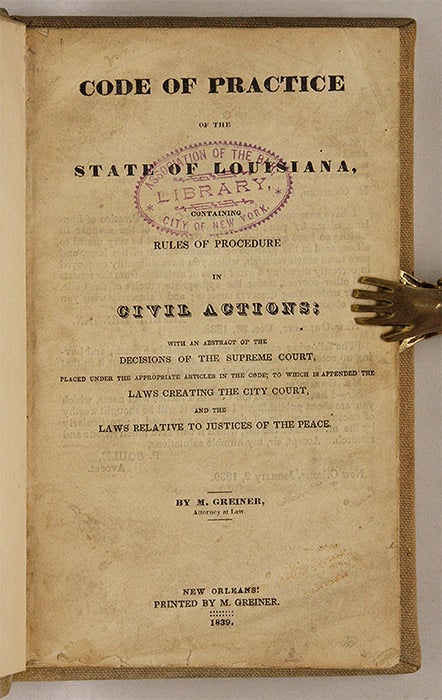 CODE OF PRACTICE
OF THE
STATE OF LOUISIANA,
ASSOCIATION OF THE BAR
LIBRARY,
CITY OF NEW YORK.
CONTAINING
RULES OF PROCEDURE
IN
CIVIL ACTIONS;
WITH AN ABSTRACT OF THE
DECISIONS OF THE SUPREME COURT,
PLACED UNDER THE APPROPRIATE ARTICLES IN THE CODE; TO WHICH IS APPENDED THE
LAWS CREATING THE CITY COURT,
AND THE
LAWS RELATIVE TO JUSTICES OF THE PEACE.
BY M. GREINER,
Attorney at Law.
NEW ORLEANS:
PRINTED BY M. GREINER.
1839.